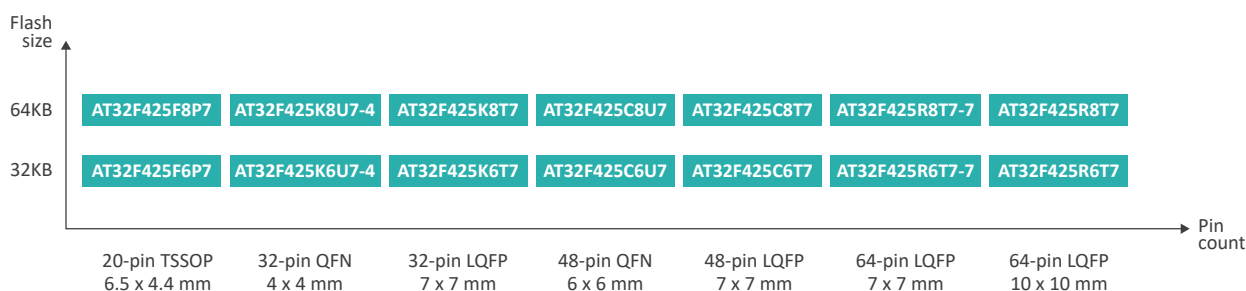 Flash
size
64KB AT32F425F8P7 AT32F425K8U7-4 AT32F425K8T7 AT32F425C8U7 AT32F425C8T7 AT32F425R8T7-7 AT32F425R8T7
32KB AT32F425F6P7 AT32F425K6U7-4 AT32F425K6T7 AT32F425C6U7 AT32F425C6T7 AT32F425R6T7-7 AT32F425R6T7
Pin
count
20-pin TSSOP 32-pin QFN 32-pin LQFP 48-pin QFN 48-pin LQFP 64-pin LQFP 64-pin LQFP
6.5 x 4.4 mm 4 x 4 mm 7 x 7 mm 6 x 6 mm 7 x 7 mm 7 x 7 mm 10 x 10 mm